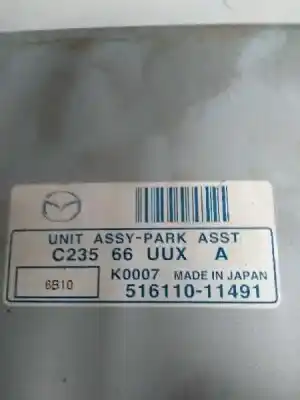 UNIT ASSY-PARK ASST
C235 66 UUX A
6B10
K0007 MADE IN JAPAN
516110-11491